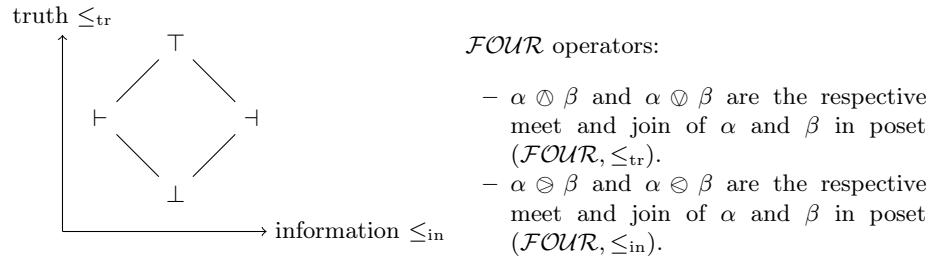 truth ≤tr
⊤
⊢
⊣
⊥
information ≤in
𝓕𝓞𝓤𝓡 operators:
– α ⦸∧ β and α ⦸∨ β are the respective
meet and join of α and β in poset
(𝓕𝓞𝓤𝓡, ≤tr).
– α ⧁ β and α ⧀ β are the respective
meet and join of α and β in poset
(𝓕𝓞𝓤𝓡, ≤in).